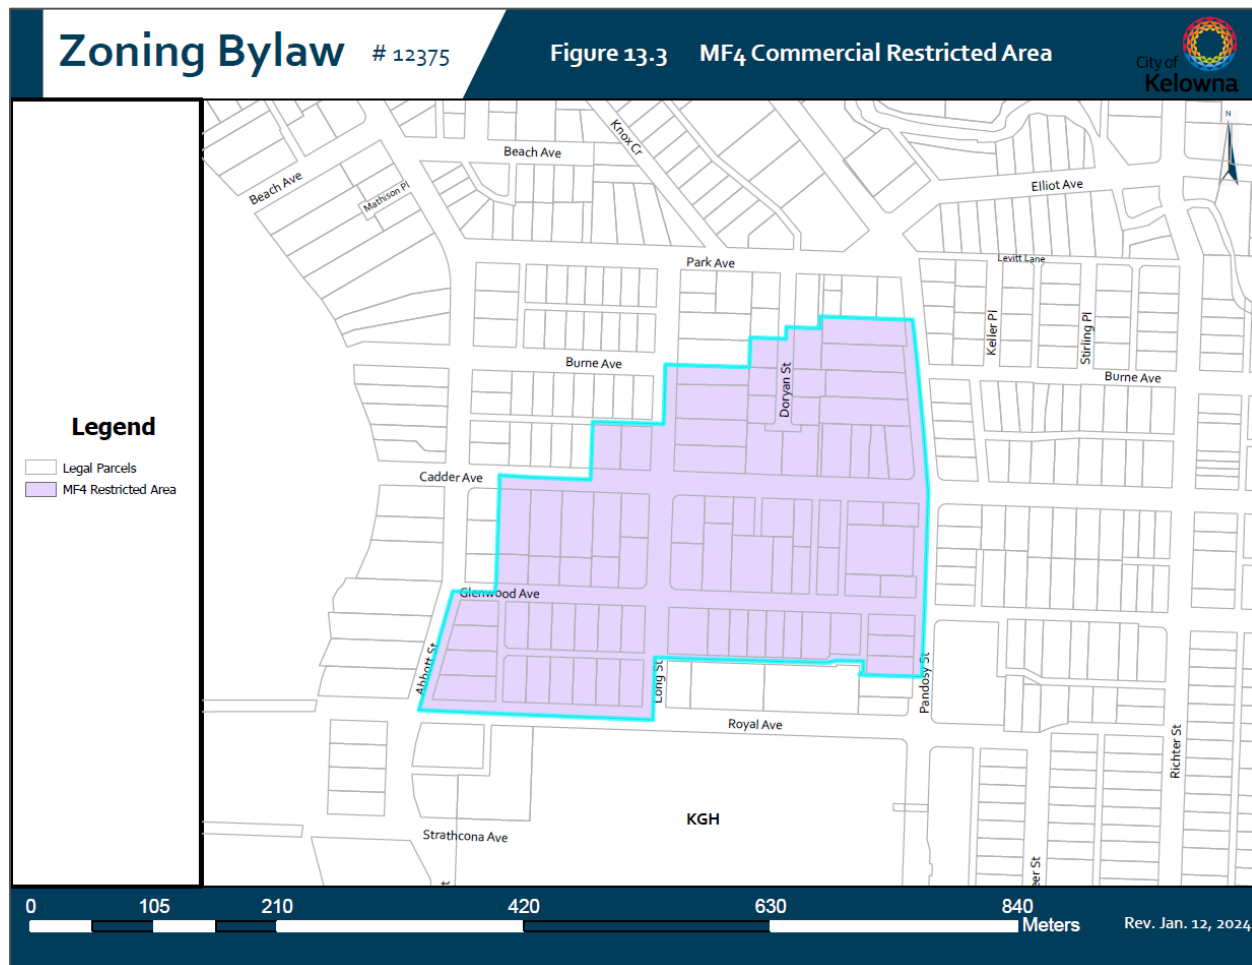 Zoning Bylaw # 12375
Figure 13.3 MF4 Commercial Restricted Area
City of
Kelowna
N
Knox Cr
Beach Ave
Beach Ave
Mathison Pl
Elliot Ave
Park Ave
Levitt Lane
Keller Pl
Stirling Pl
Burne Ave
Doryan St
Burne Ave
Legend
Legal Parcels
MF4 Restricted Area
Cadder Ave
Glenwood Ave
Abbott St
Long St
Pandosy St
Royal Ave
Richter St
KGH
Strathcona Ave
eer St
t
0 105 210 420 630 840
Meters
Rev. Jan. 12, 2024